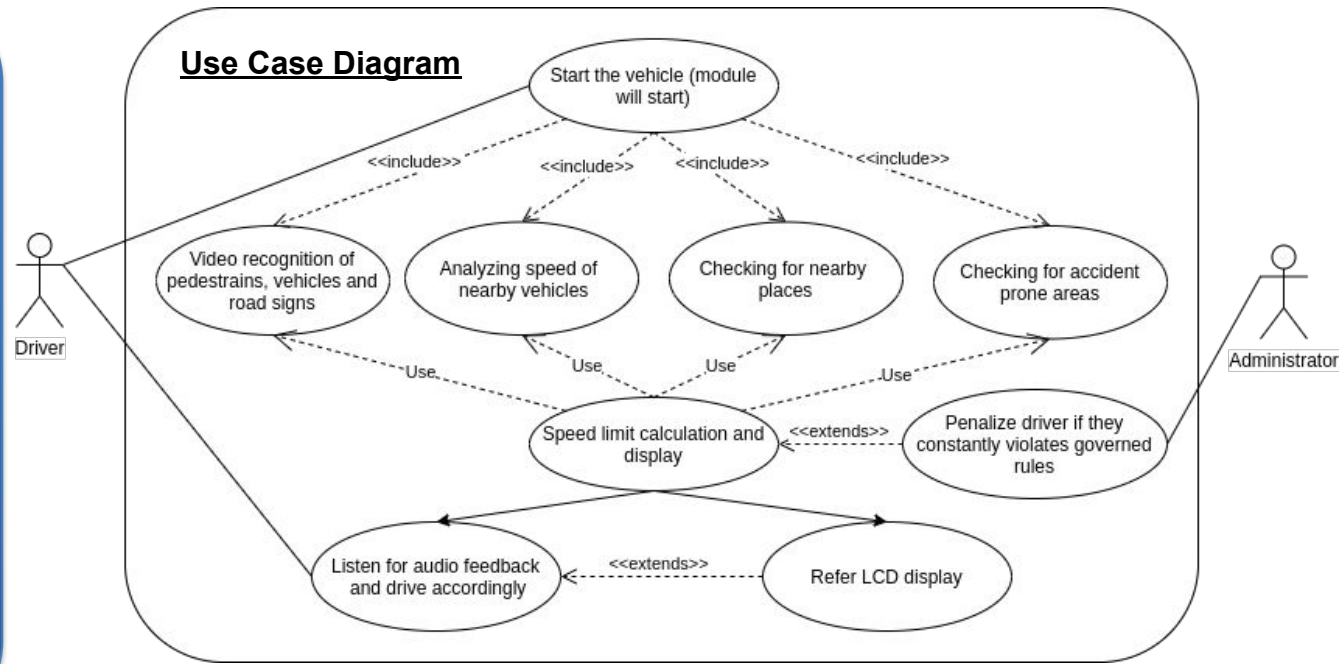 Use Case Diagram
Start the vehicle (module
will start)
<<include>>
<<include>>
<<include>>
<<include>>
Video recognition of
pedestrains, vehicles and
road signs
Analyzing speed of
nearby vehicles
Checking for nearby
places
Checking for accident
prone areas
Driver
Administrator
Use
Use
Use
Use
Speed limit calculation and
display
<<extends>>
Penalize driver if they
constantly violates governed
rules
Listen for audio feedback
and drive accordingly
<<extends>>
Refer LCD display